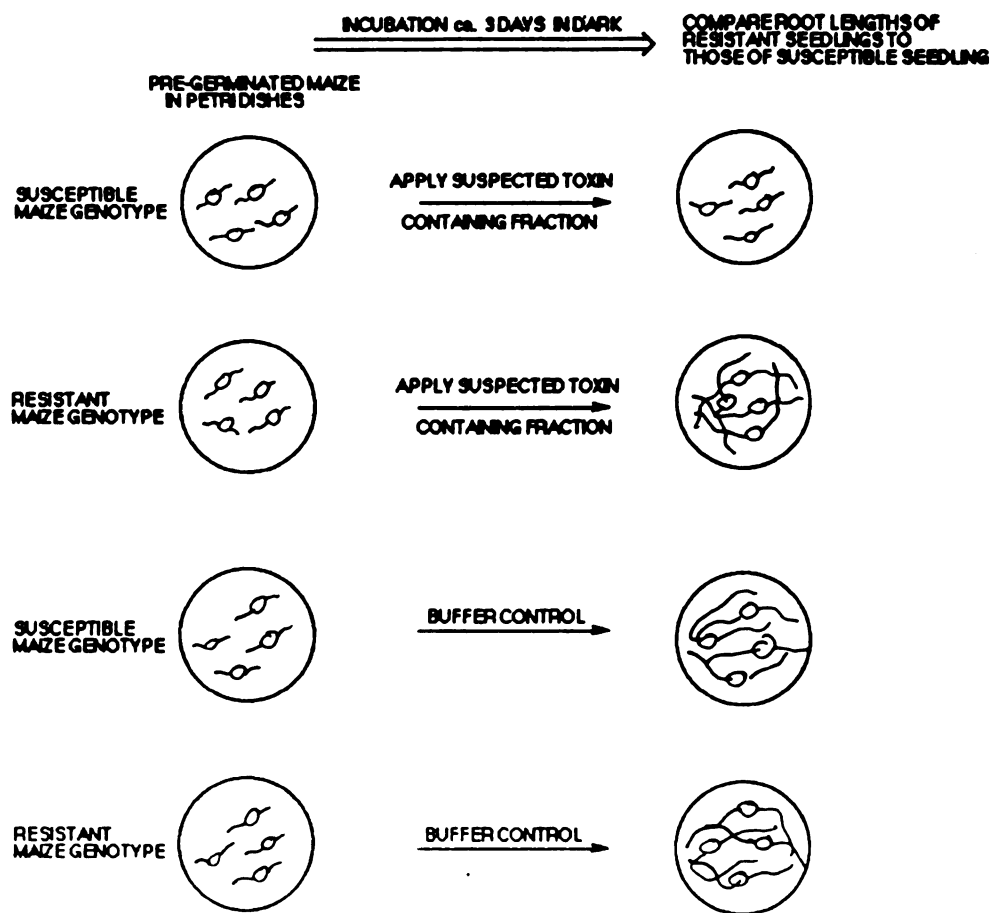 INCUBATION ca. 3 DAYS IN DARK
COMPARE ROOT LENGTHS OF
RESISTANT SEEDLINGS TO
THOSE OF SUSCEPTIBLE SEEDLING
PRE-GERMINATED MAIZE
IN PETRI DISHES
SUSCEPTIBLE
MAIZE GENOTYPE
APPLY SUSPECTED TOXIN
CONTAINING FRACTION
RESISTANT
MAIZE GENOTYPE
APPLY SUSPECTED TOXIN
CONTAINING FRACTION
SUSCEPTIBLE
MAIZE GENOTYPE
BUFFER CONTROL
RESISTANT
MAIZE GENOTYPE
BUFFER CONTROL